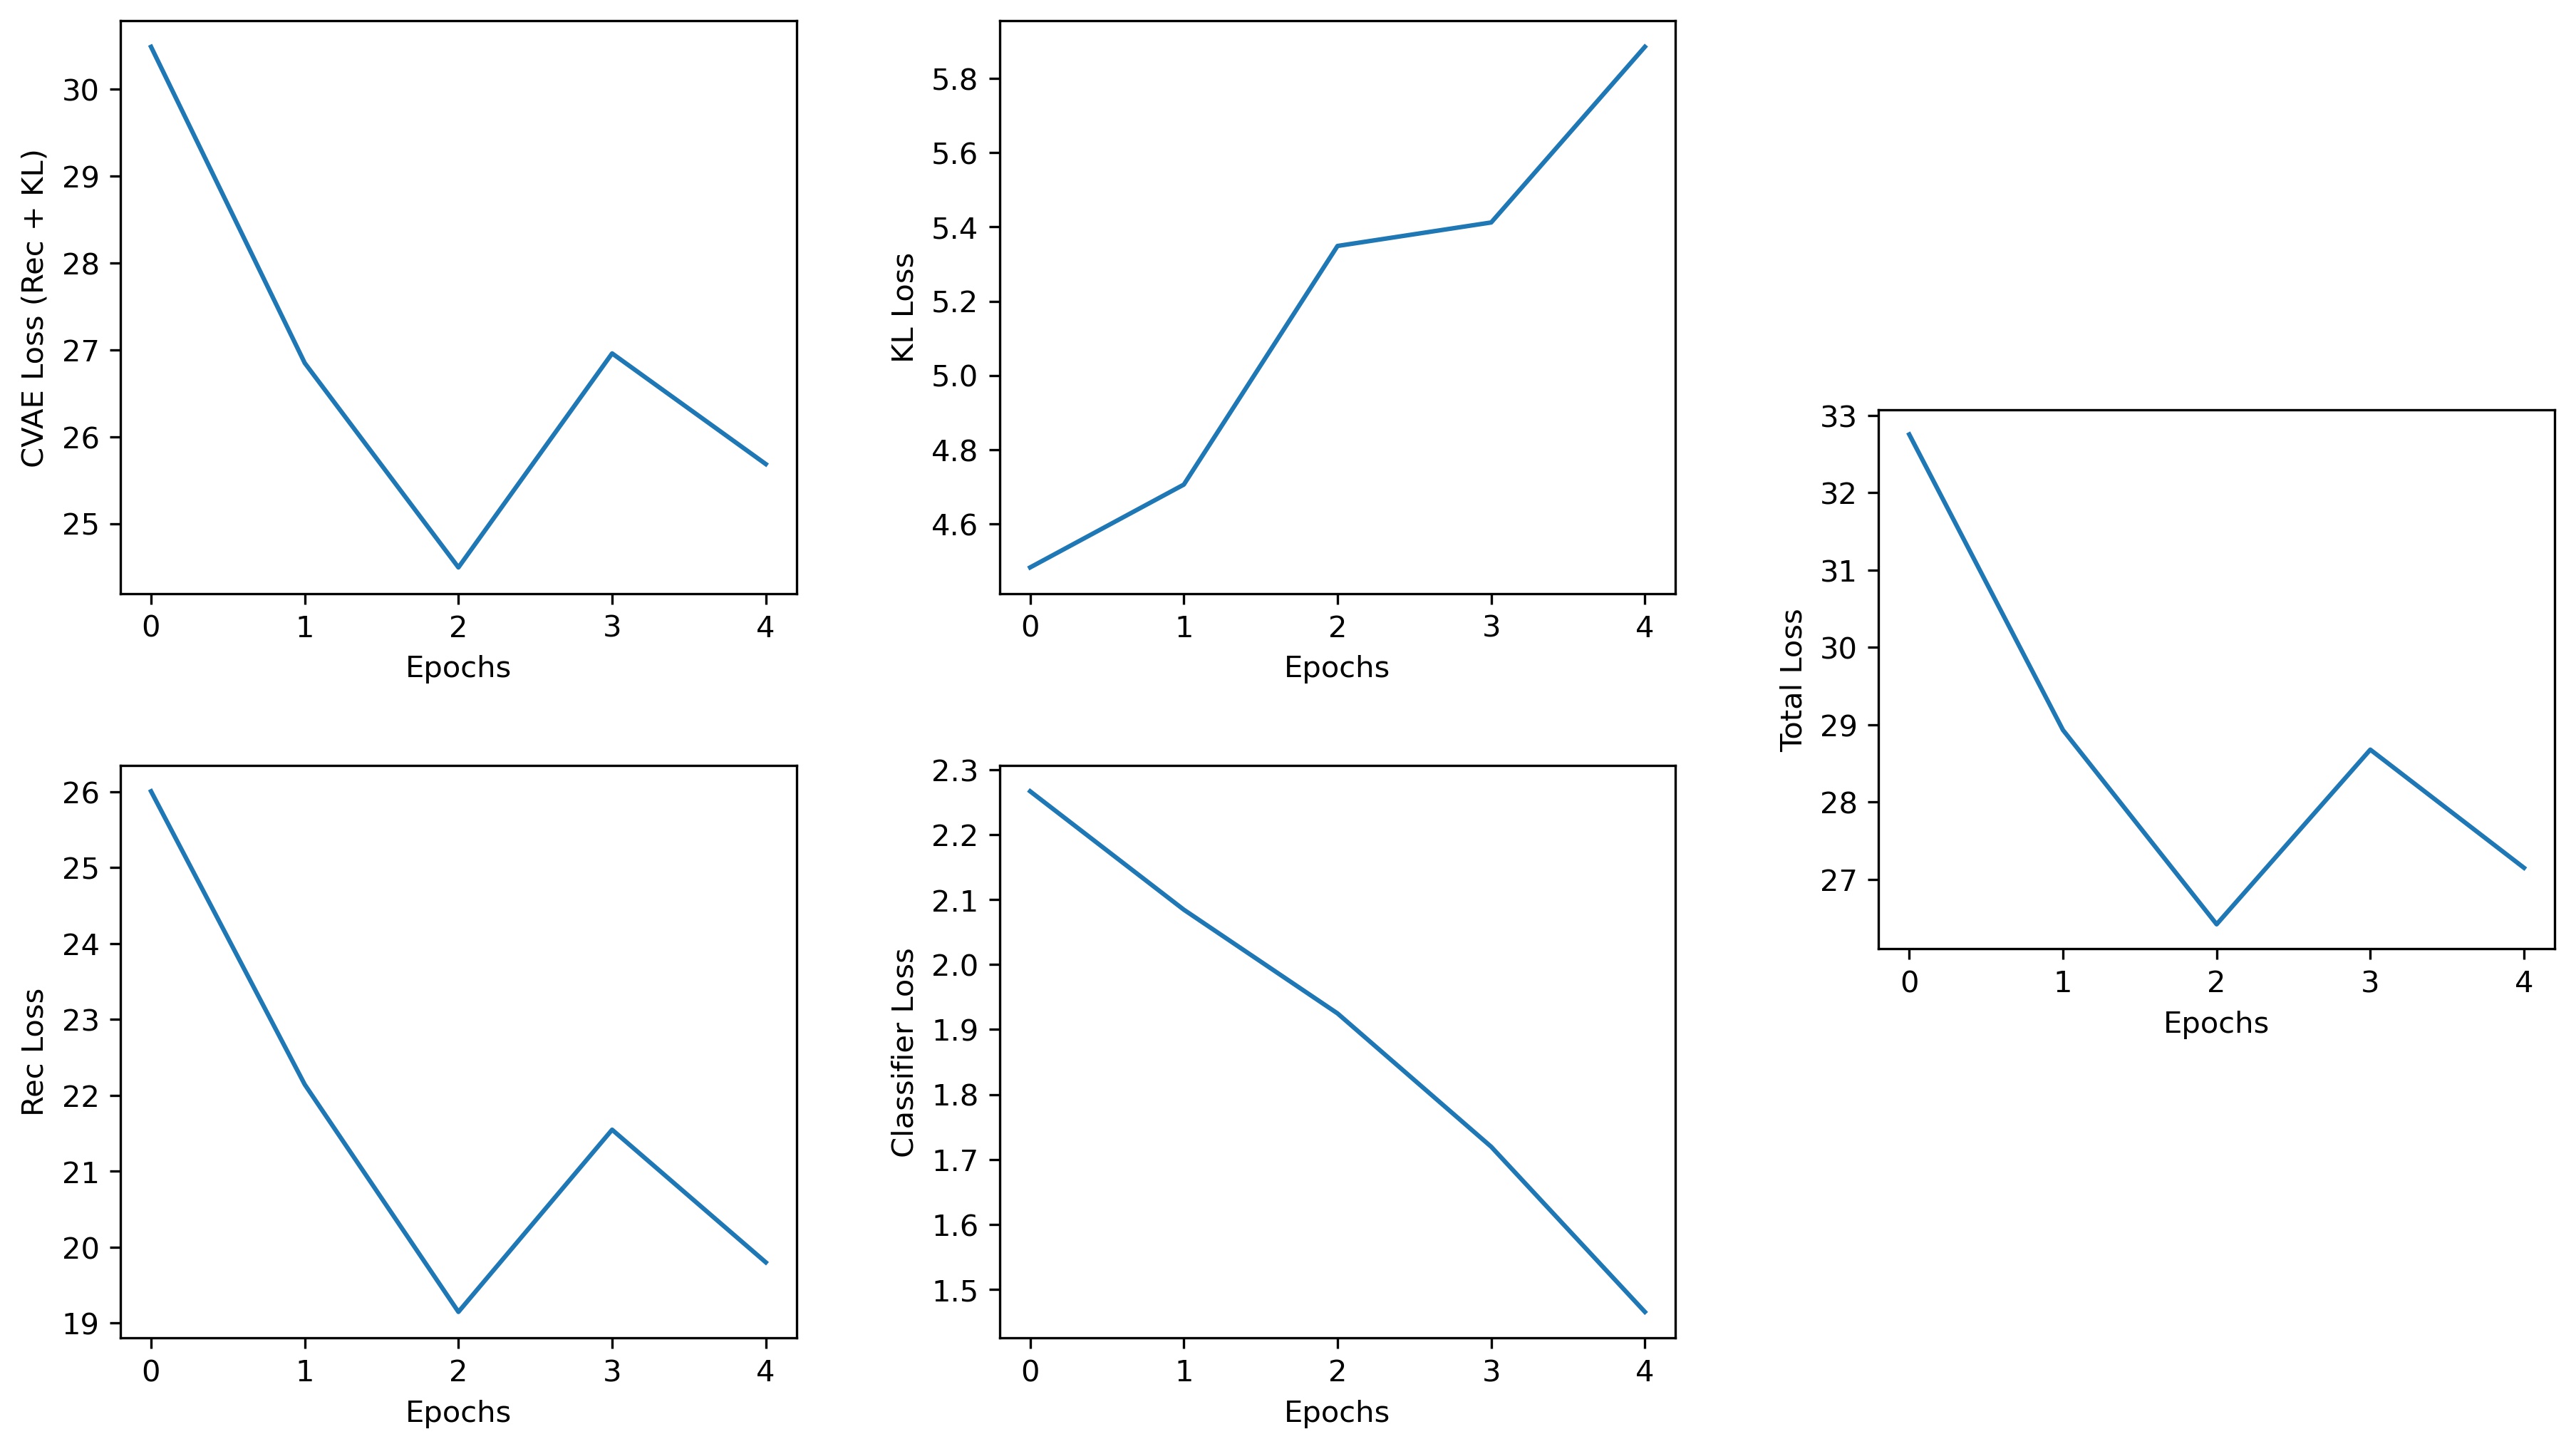 CVAE Loss (Rec + KL)
30
29
28
27
26
25
0 1 2 3 4
Epochs
KL Loss
5.8
5.6
5.4
5.2
5.0
4.8
4.6
0 1 2 3 4
Epochs
Rec Loss
26
25
24
23
22
21
20
19
0 1 2 3 4
Epochs
Classifier Loss
2.3
2.2
2.1
2.0
1.9
1.8
1.7
1.6
1.5
0 1 2 3 4
Epochs
Total Loss
33
32
31
30
29
28
27
0 1 2 3 4
Epochs